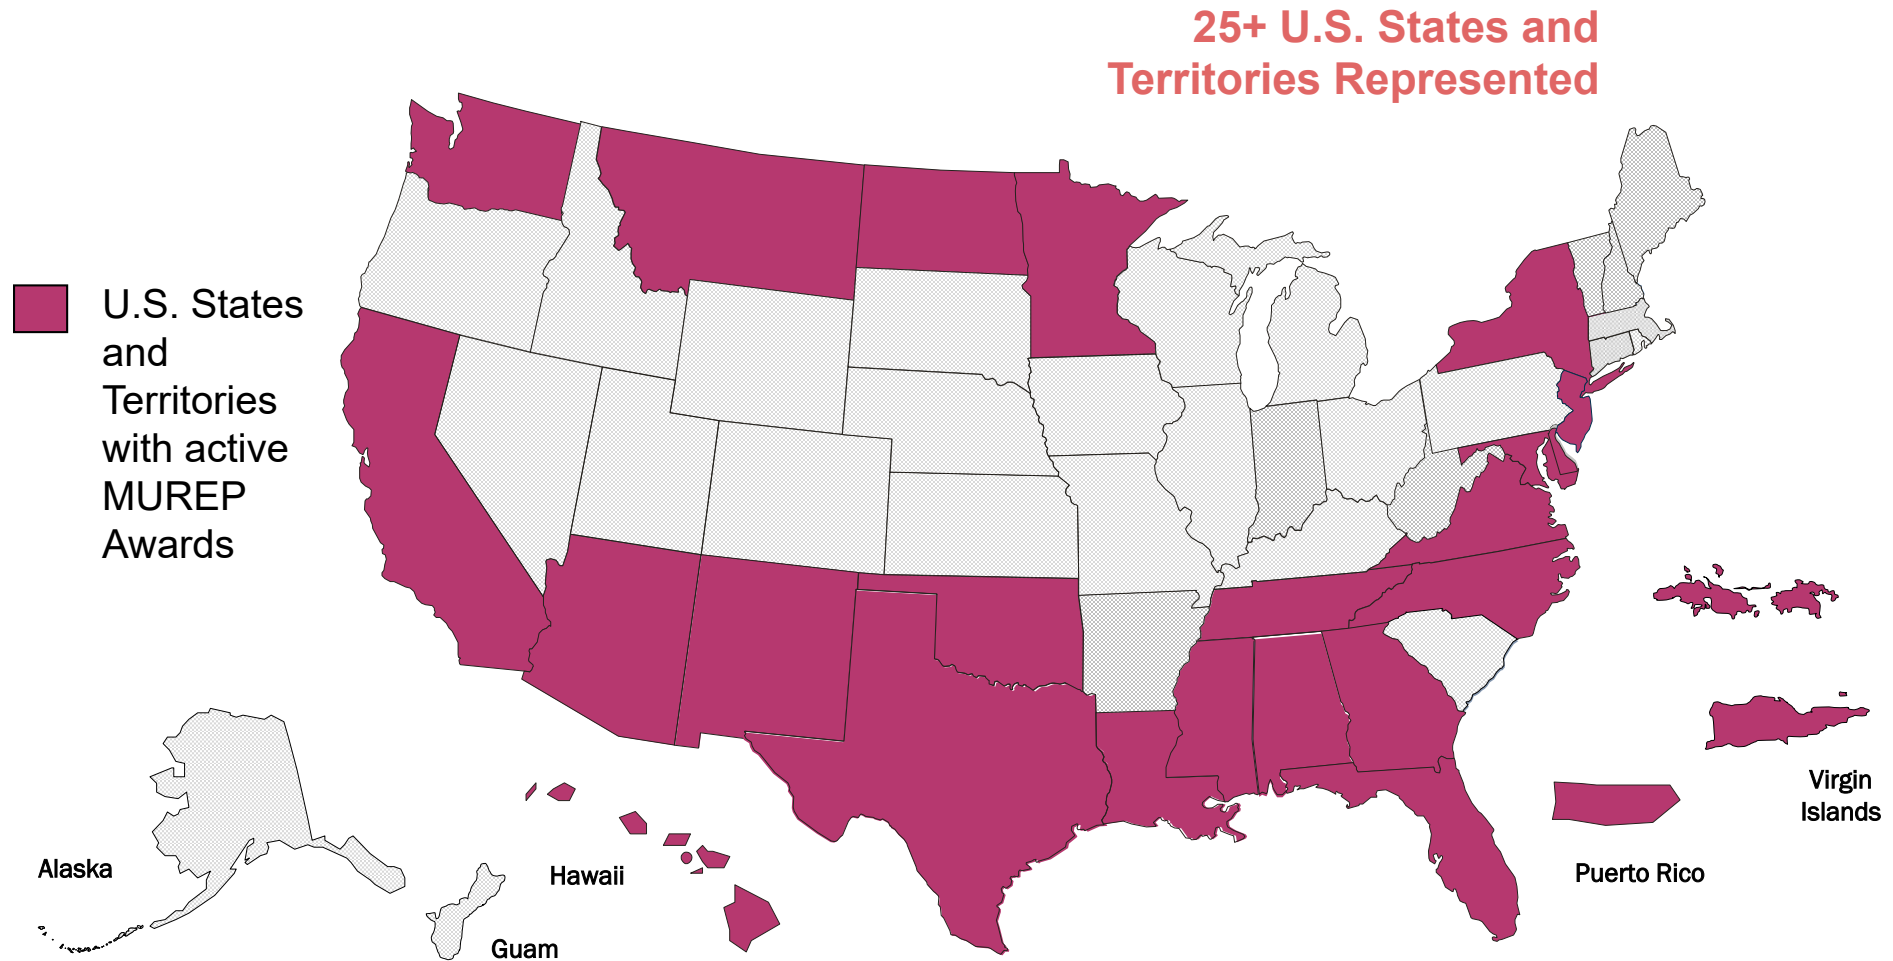 25+ U.S. States and
Territories Represented
U.S. States
and
Territories
with active
MUREP
Awards
Virgin
Islands
Puerto Rico
Alaska
Hawaii
Guam